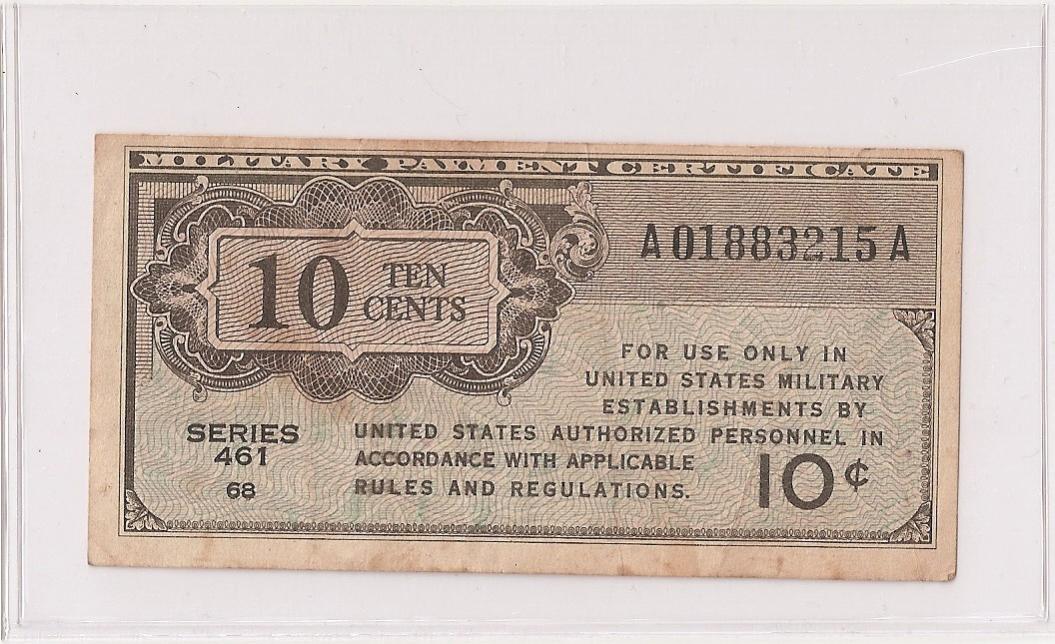 MILITARY PAYMENT CERTIFICATE
A01883215A
10 TEN CENTS
FOR USE ONLY IN
UNITED STATES MILITARY
ESTABLISHMENTS BY
UNITED STATES AUTHORIZED PERSONNEL IN
ACCORDANCE WITH APPLICABLE
RULES AND REGULATIONS.
SERIES
461
68
10¢